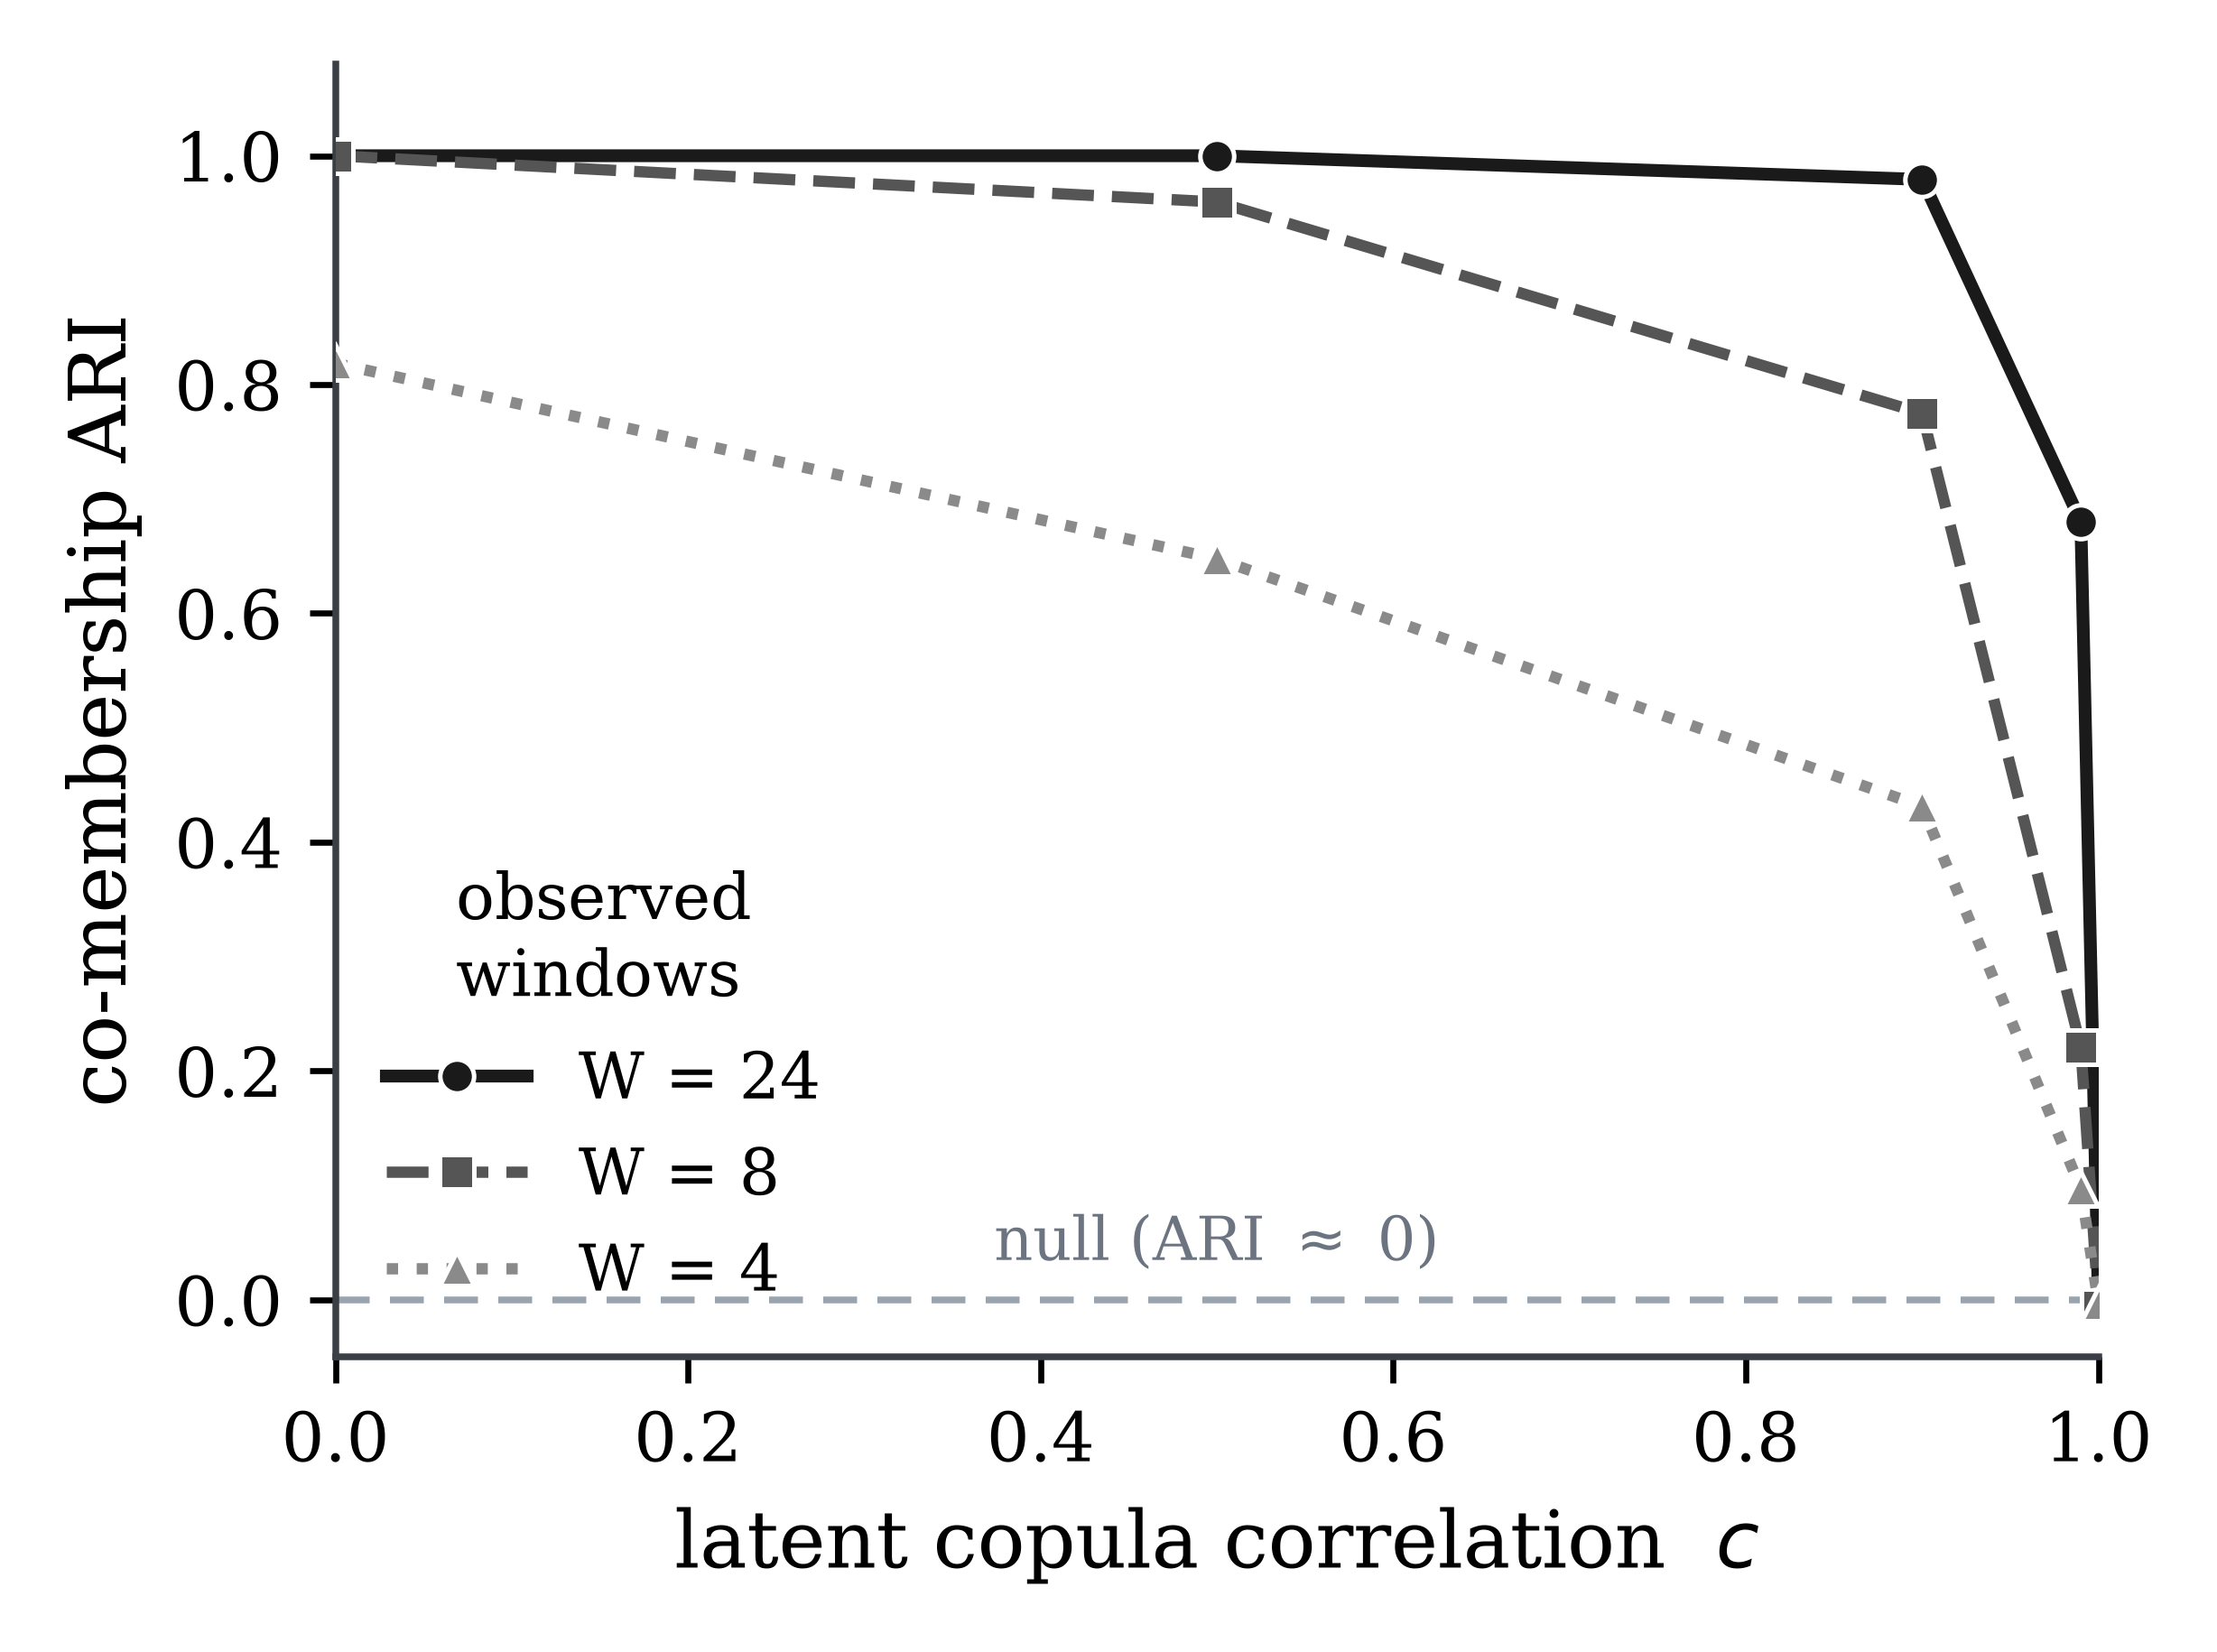 co-membership ARI
1.0
0.8
0.6
0.4
0.2
0.0
observed
windows
W = 24
W = 8
W = 4
null (ARI ≈ 0)
0.0 0.2 0.4 0.6 0.8 1.0
latent copula correlation c